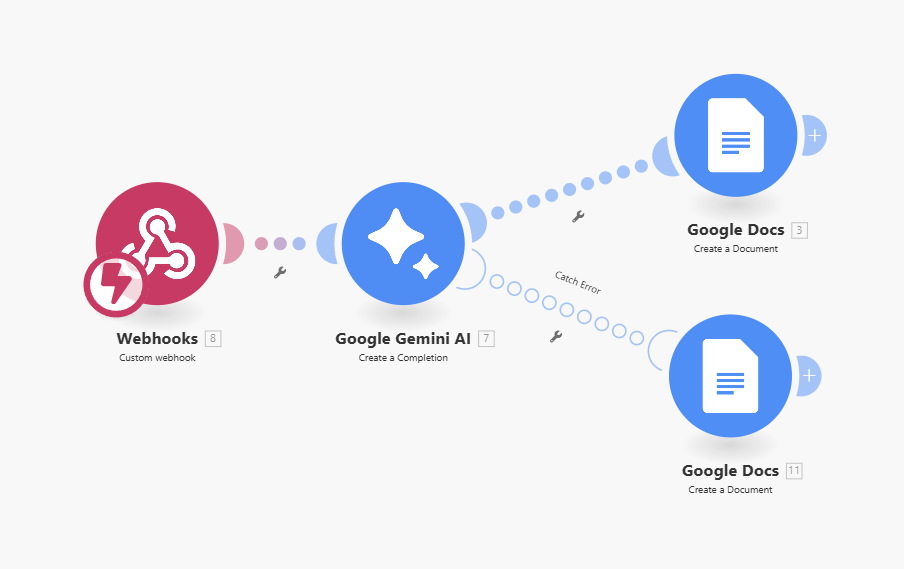 Webhooks 8
Custom webhook
Google Gemini AI 7
Create a Completion
Google Docs 3
Create a Document
Catch Error
Google Docs 11
Create a Document